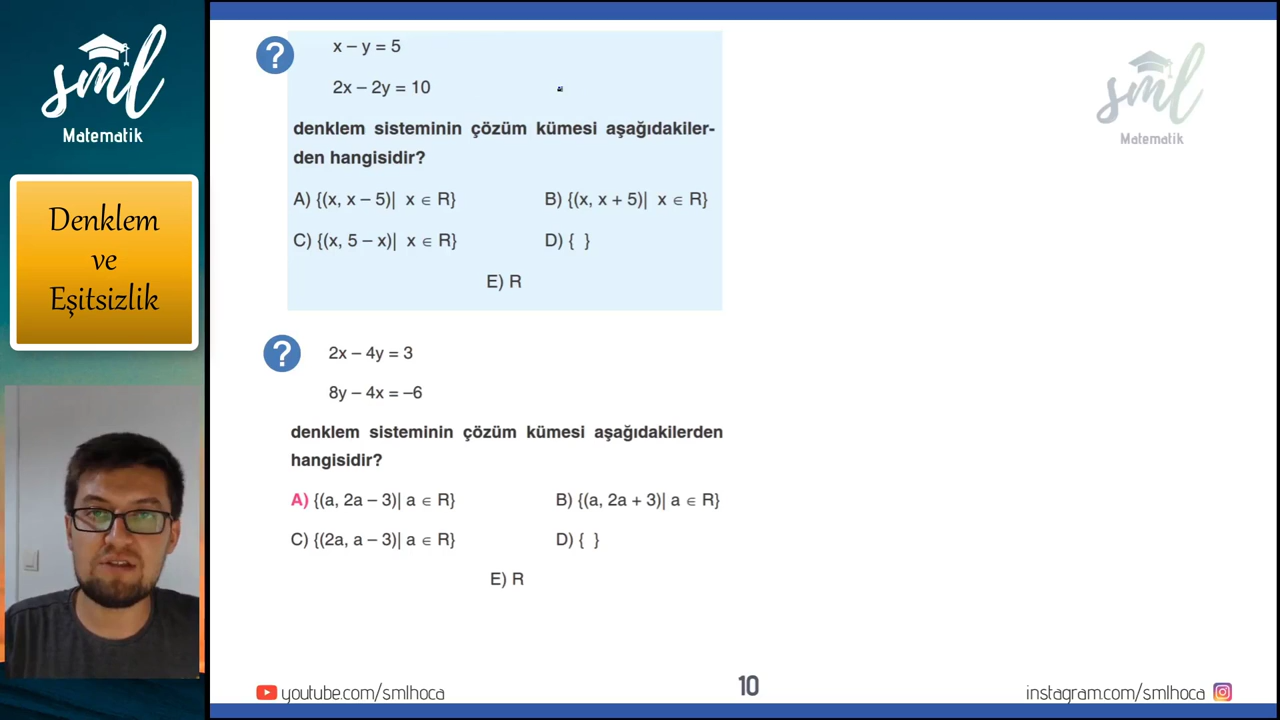 sml
Matematik
Denklem
ve
Eşitsizlik
?
x – y = 5
2x – 2y = 10
denklem sisteminin çözüm kümesi aşağıdakiler-
den hangisidir?
A) {(x, x – 5)| x ∈ R}
B) {(x, x + 5)| x ∈ R}
C) {(x, 5 – x)| x ∈ R}
D) { }
E) R
?
2x – 4y = 3
8y – 4x = –6
denklem sisteminin çözüm kümesi aşağıdakilerden
hangisidir?
A) {(a, 2a – 3)| a ∈ R}
B) {(a, 2a + 3)| a ∈ R}
C) {(2a, a – 3)| a ∈ R}
D) { }
E) R
sml
Matematik
youtube.com/smlhoca
10
instagram.com/smlhoca